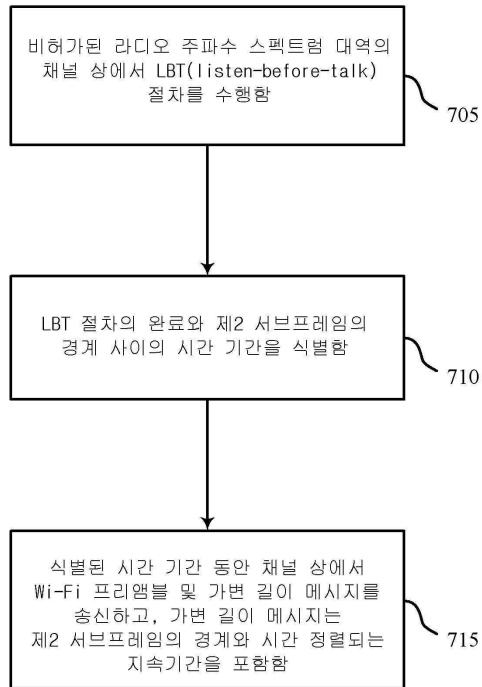 비허가된 라디오 주파수 스펙트럼 대역의
채널 상에서 LBT(listen-before-talk)
절차를 수행함
705
LBT 절차의 완료와 제2 서브프레임의
경계 사이의 시간 기간을 식별함
710
식별된 시간 기간 동안 채널 상에서
Wi-Fi 프리앰블 및 가변 길이 메시지를
송신하고, 가변 길이 메시지는
제2 서브프레임의 경계와 시간 정렬되는
지속기간을 포함함
715